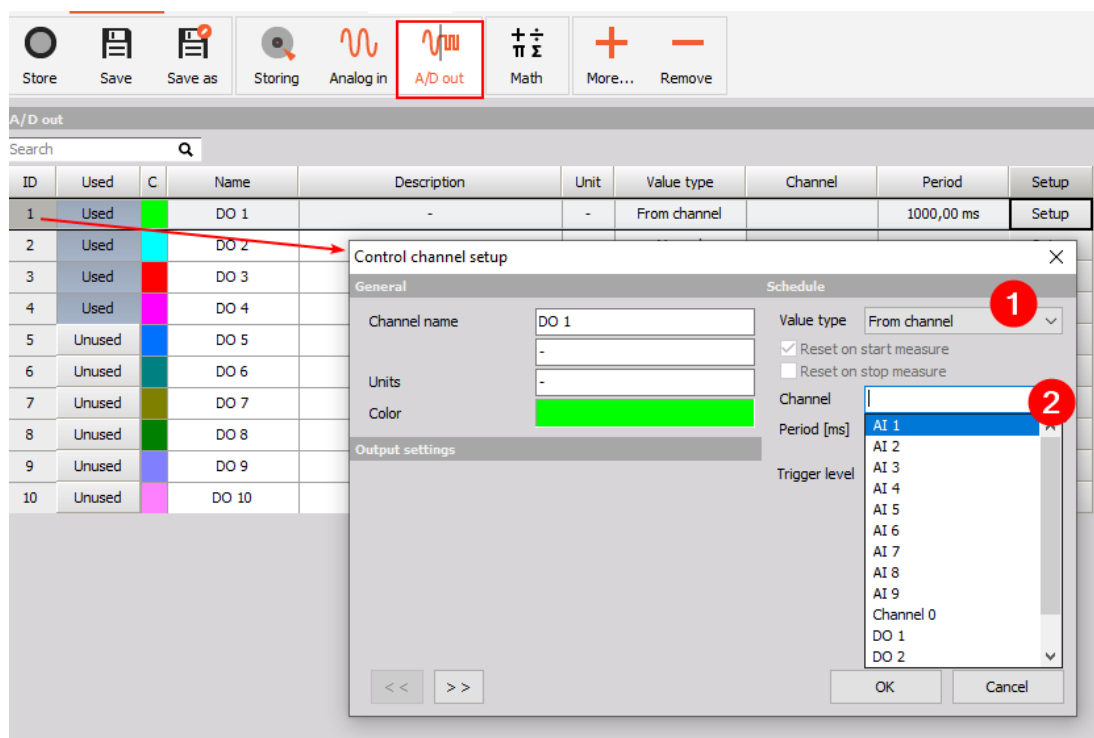 Store Save Save as Storing Analog in A/D out Math More... Remove
A/D out
Search
ID Used C Name Description Unit Value type Channel Period Setup
1 Used DO 1 - - From channel 1000,00 ms Setup
2 Used DO 2
3 Used DO 3
4 Used DO 4
5 Unused DO 5
6 Unused DO 6
7 Unused DO 7
8 Unused DO 8
9 Unused DO 9
10 Unused DO 10
Control channel setup
General
Channel name DO 1
-
Units -
Color
Output settings
Schedule
1
Value type From channel
Reset on start measure
Reset on stop measure
Channel
2
Period [ms]
Trigger level
AI 1
AI 2
AI 3
AI 4
AI 5
AI 6
AI 7
AI 8
AI 9
Channel 0
DO 1
DO 2
<< >> OK Cancel